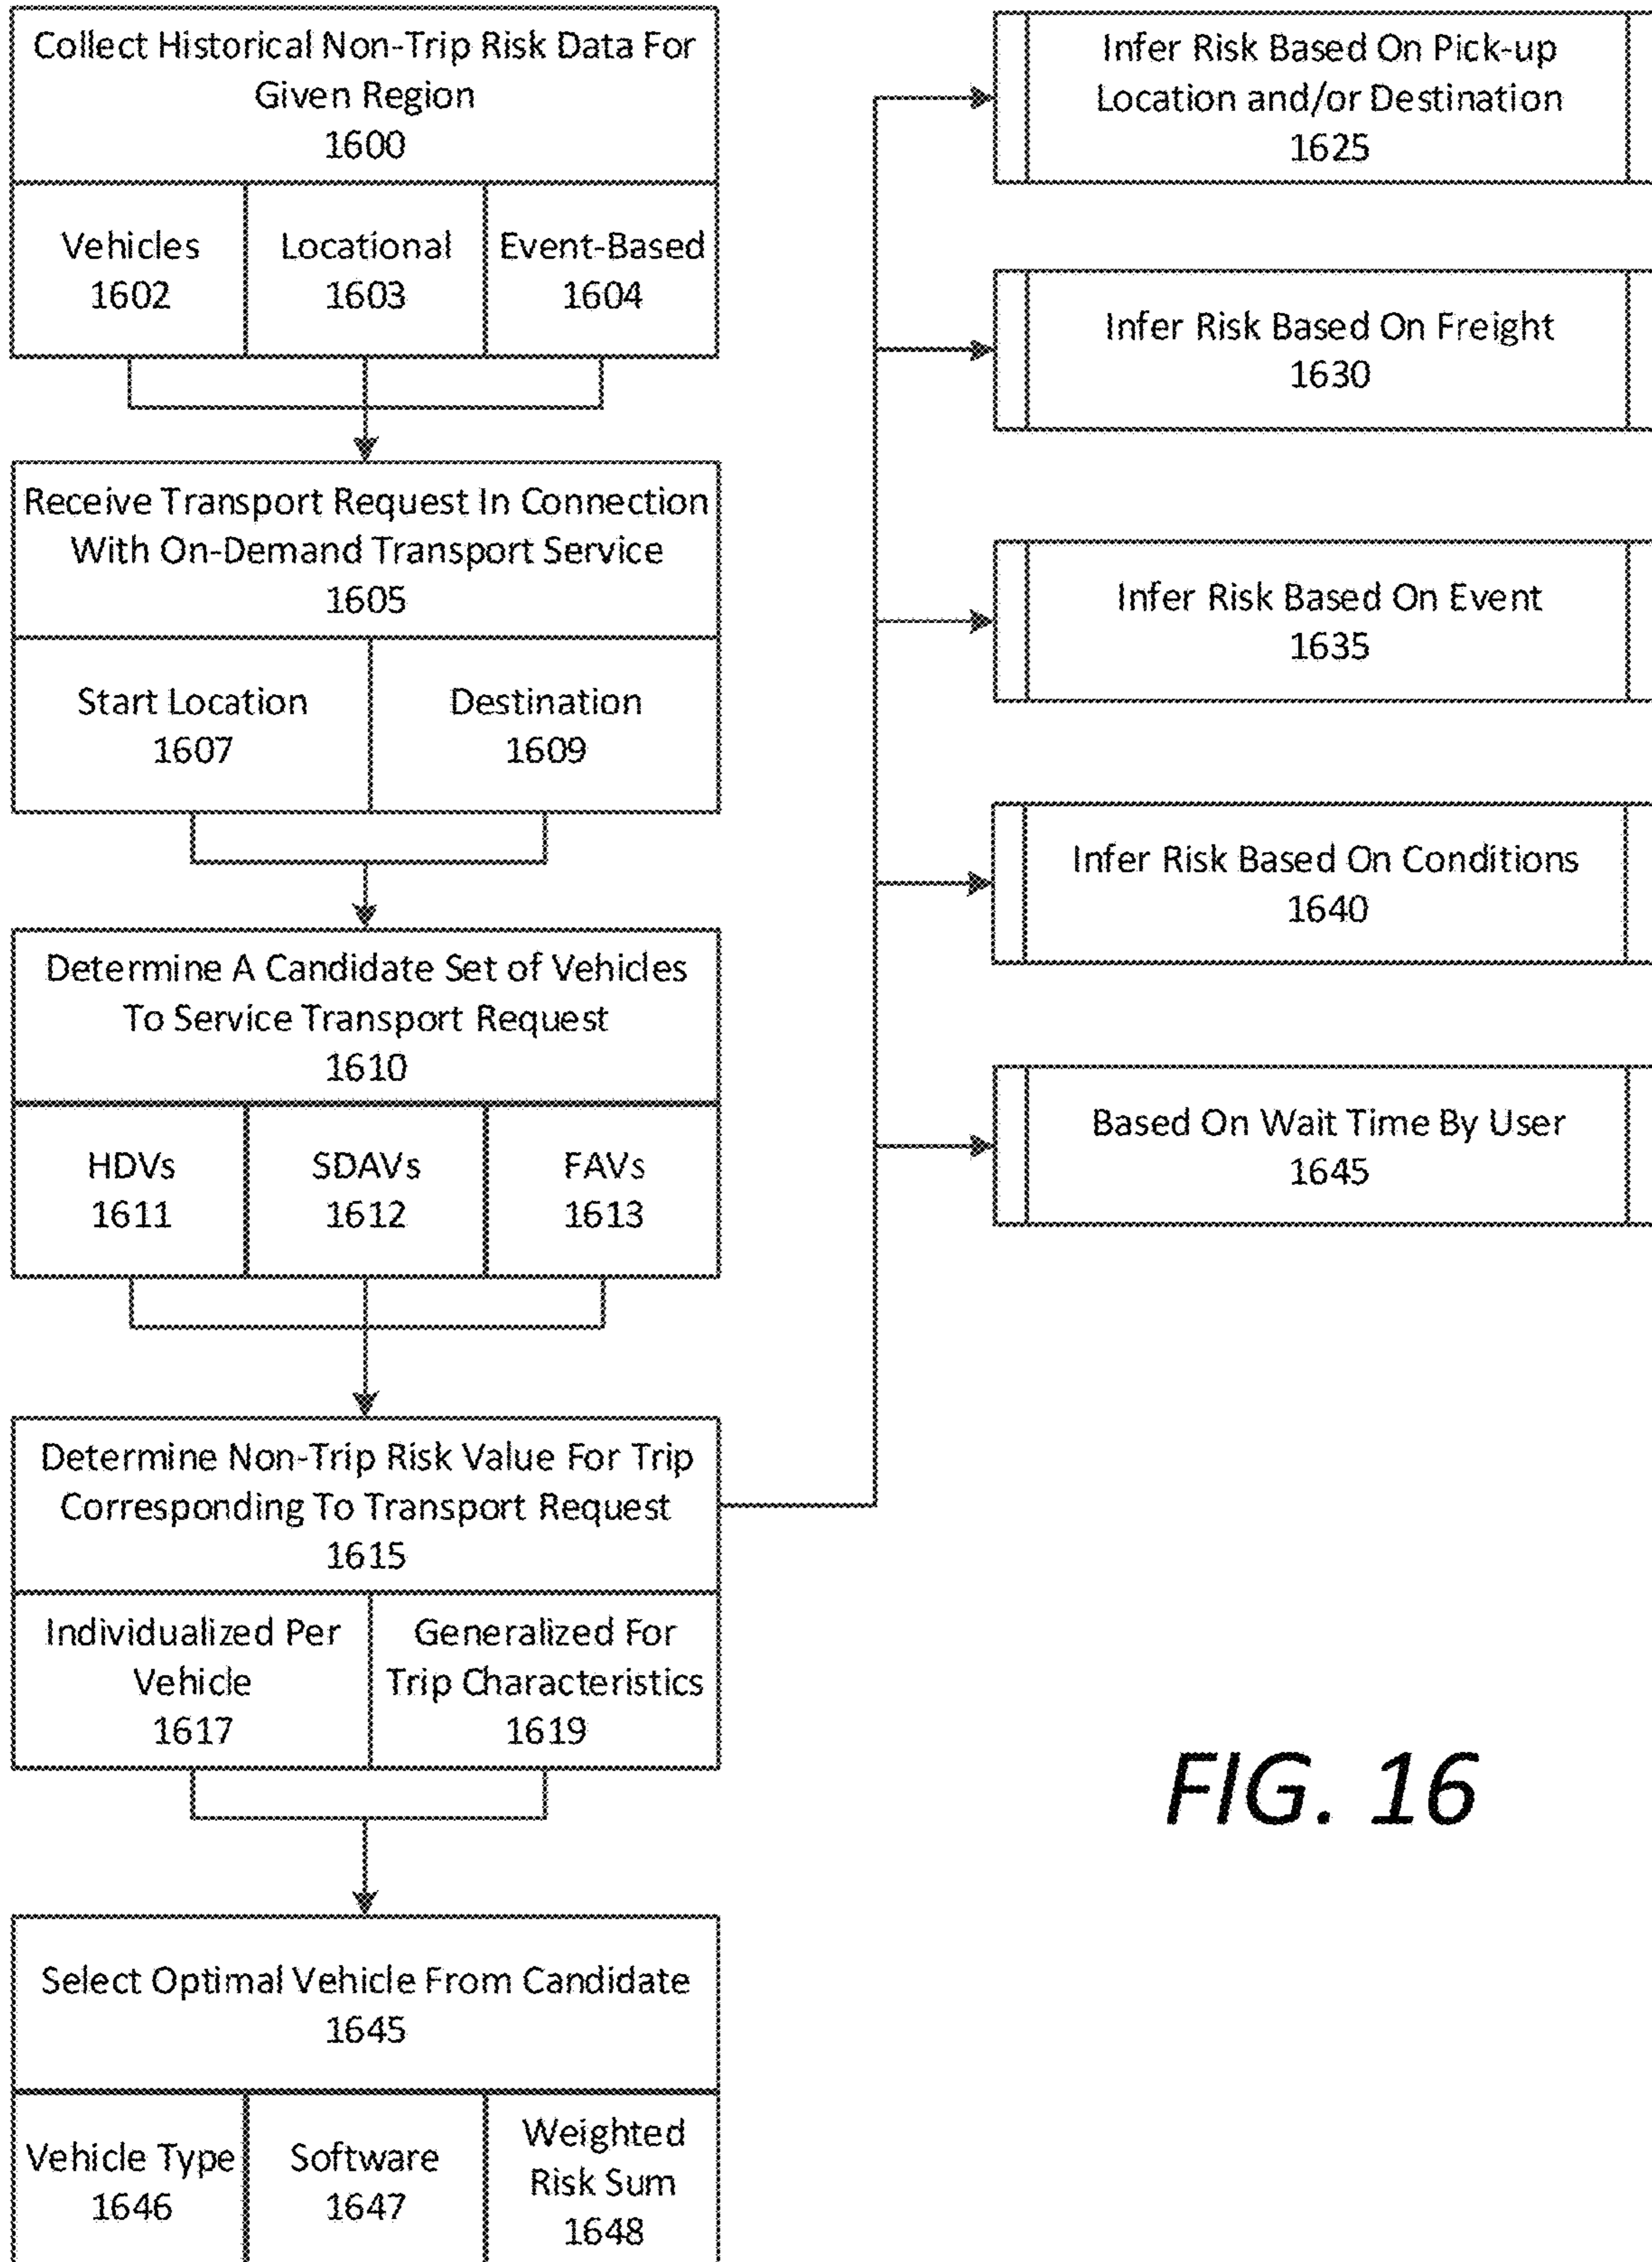 Collect Historical Non-Trip Risk Data For
Given Region
1600
Vehicles
1602
Locational
1603
Event-Based
1604
Receive Transport Request In Connection
With On-Demand Transport Service
1605
Start Location
1607
Destination
1609
Determine A Candidate Set of Vehicles
To Service Transport Request
1610
HDVs
1611
SDAVs
1612
FAVs
1613
Determine Non-Trip Risk Value For Trip
Corresponding To Transport Request
1615
Individualized Per
Vehicle
1617
Generalized For
Trip Characteristics
1619
Select Optimal Vehicle From Candidate
1645
Vehicle Type
1646
Software
1647
Weighted
Risk Sum
1648
Infer Risk Based On Pick-up
Location and/or Destination
1625
Infer Risk Based On Freight
1630
Infer Risk Based On Event
1635
Infer Risk Based On Conditions
1640
Based On Wait Time By User
1645
FIG. 16